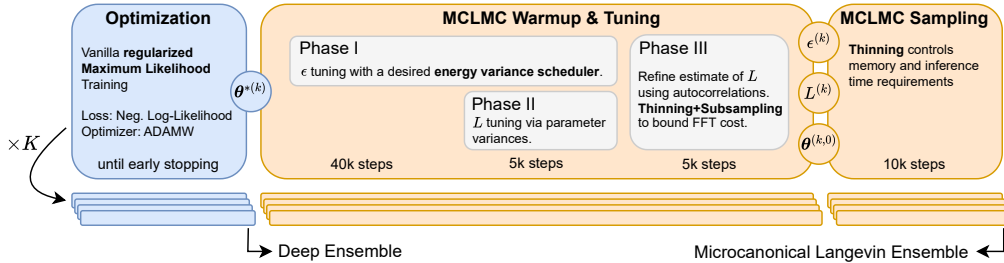 Optimization
Vanilla regularized
Maximum Likelihood
Training
Loss: Neg. Log-Likelihood
Optimizer: ADAMW
until early stopping
×K
θ*(k)
MCLMC Warmup & Tuning
Phase I
ϵ tuning with a desired energy variance scheduler.
Phase II
L tuning via parameter
variances.
Phase III
Refine estimate of L
using autocorrelations.
Thinning+Subsampling
to bound FFT cost.
40k steps
5k steps
5k steps
ϵ(k)
L(k)
θ(k,0)
MCLMC Sampling
Thinning controls
memory and inference
time requirements
10k steps
Deep Ensemble
Microcanonical Langevin Ensemble